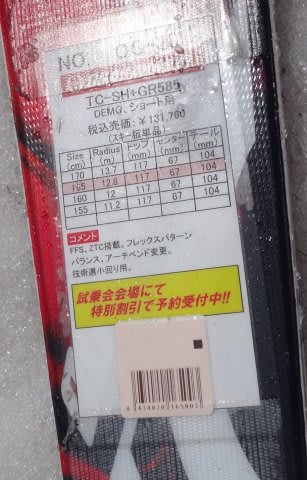 TC-SH+GR585
DEMO、ショート用
税込売価：￥131,760
(スキー板単品)
Size(cm) Radius(m) トップ センター テール
170 13.7 117 67 104
165 12.8 117 67 104
160 12 117 67 104
155 11.2 117 67 104
コメント
FFS、ZTC搭載。フレックスパターン
バランス、アーチベンド変更。
技術選小回り用。
試乗会会場にて
特別割引で予約受付中!!